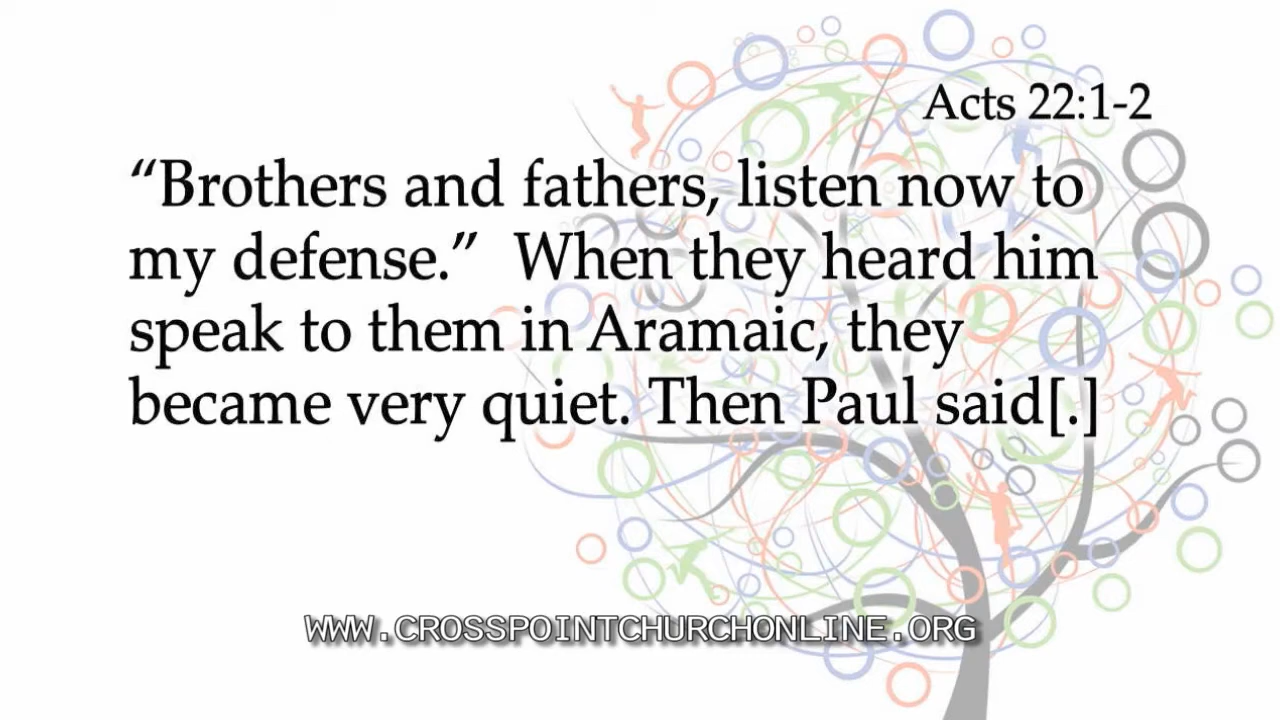 Acts 22:1-2
“Brothers and fathers, listen now to
my defense.”  When they heard him
speak to them in Aramaic, they
became very quiet. Then Paul said[.]
WWW.CROSSPOINTCHURCHONLINE.ORG